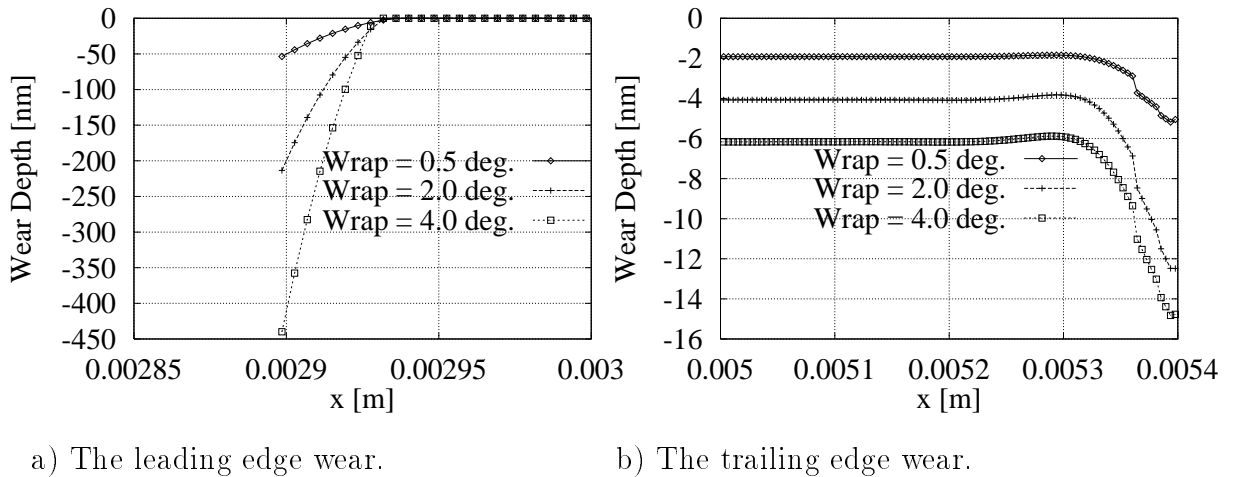 0
-50
-100
-150
-200
-250
-300
-350
-400
-450
Wear Depth [nm]
Wrap = 0.5 deg.
Wrap = 2.0 deg.
Wrap = 4.0 deg.
0.00285 0.0029 0.00295 0.003
x [m]
0
-2
-4
-6
-8
-10
-12
-14
-16
Wear Depth [nm]
Wrap = 0.5 deg.
Wrap = 2.0 deg.
Wrap = 4.0 deg.
0.005 0.0051 0.0052 0.0053 0.0054
x [m]
a) The leading edge wear.
b) The trailing edge wear.